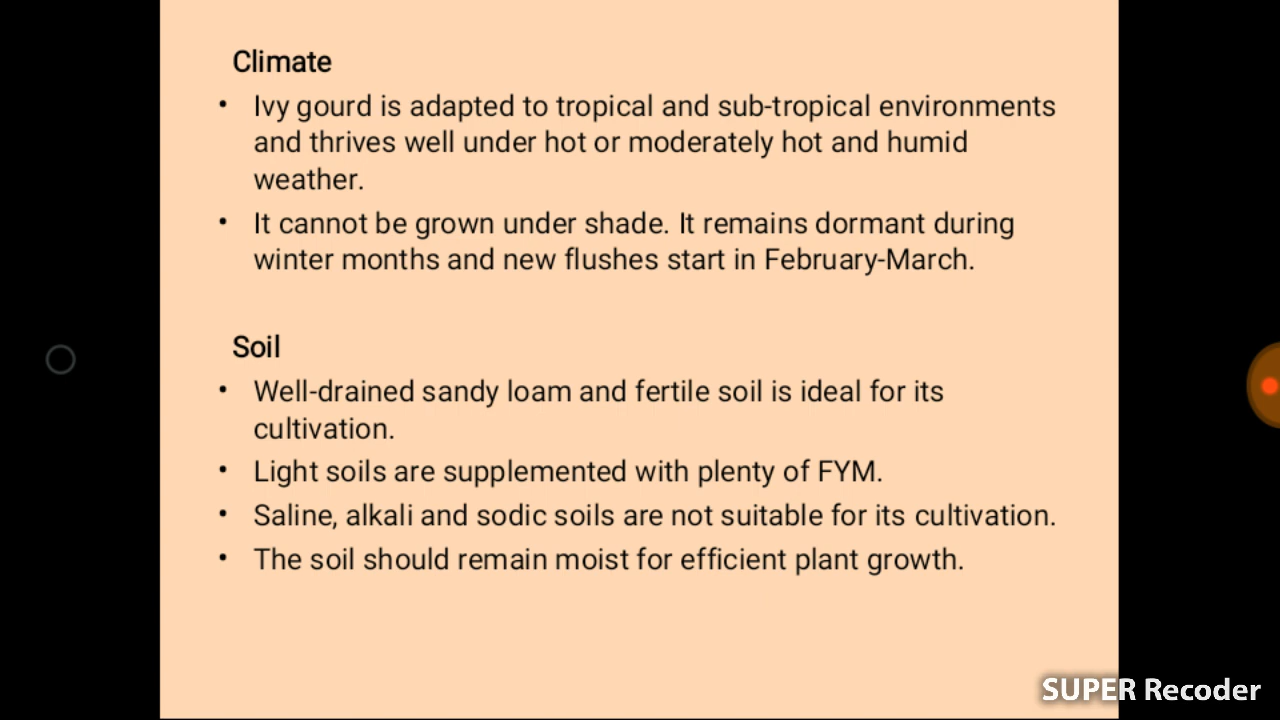 Climate
• Ivy gourd is adapted to tropical and sub-tropical environments
and thrives well under hot or moderately hot and humid
weather.
• It cannot be grown under shade. It remains dormant during
winter months and new flushes start in February-March.
Soil
• Well-drained sandy loam and fertile soil is ideal for its
cultivation.
• Light soils are supplemented with plenty of FYM.
• Saline, alkali and sodic soils are not suitable for its cultivation.
• The soil should remain moist for efficient plant growth.
SUPER Recoder